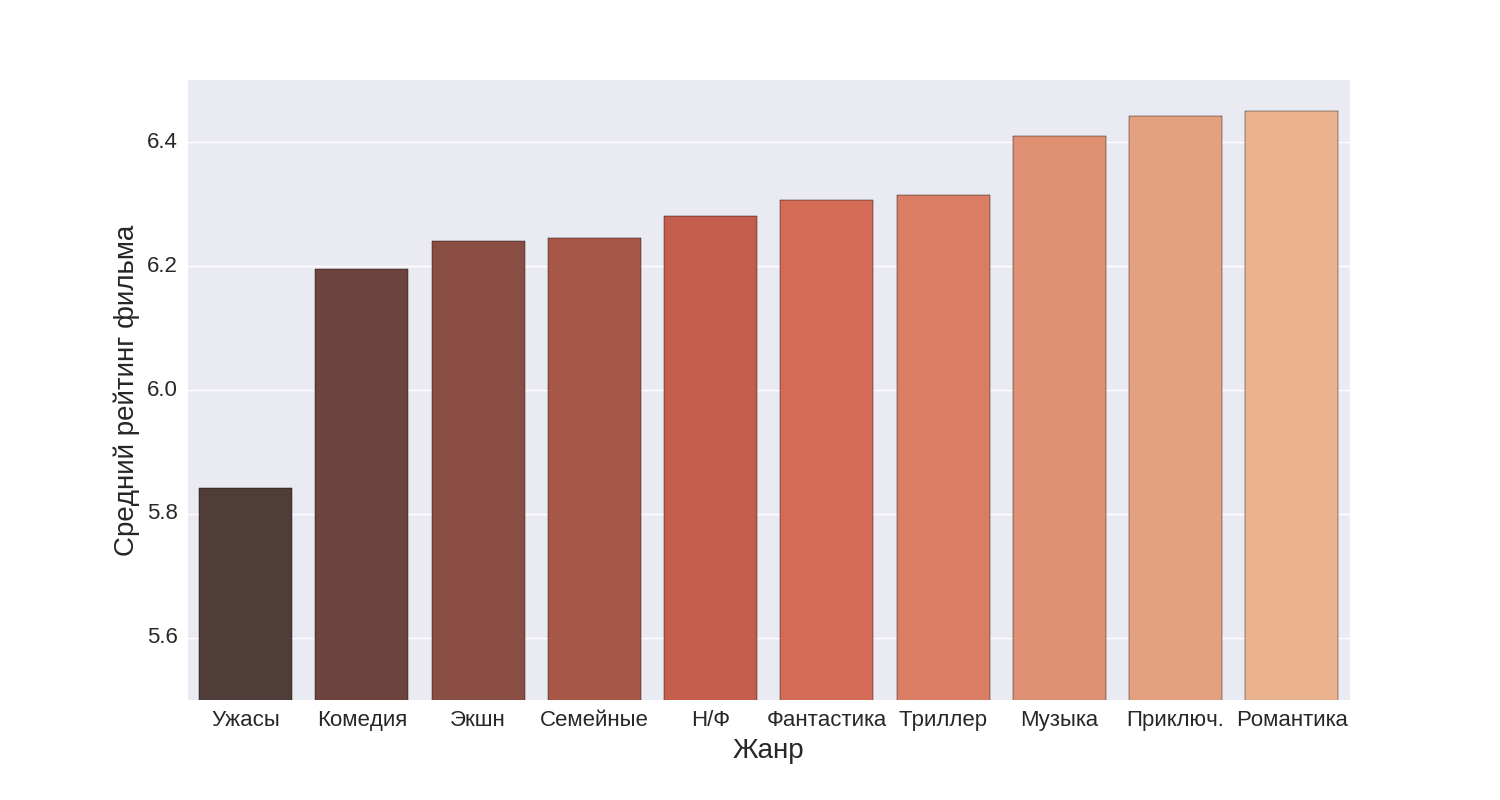 Средний рейтинг фильма
6.4
6.2
6.0
5.8
5.6
Ужасы Комедия Экшн Семейные Н/Ф Фантастика Триллер Музыка Приключ. Романтика
Жанр